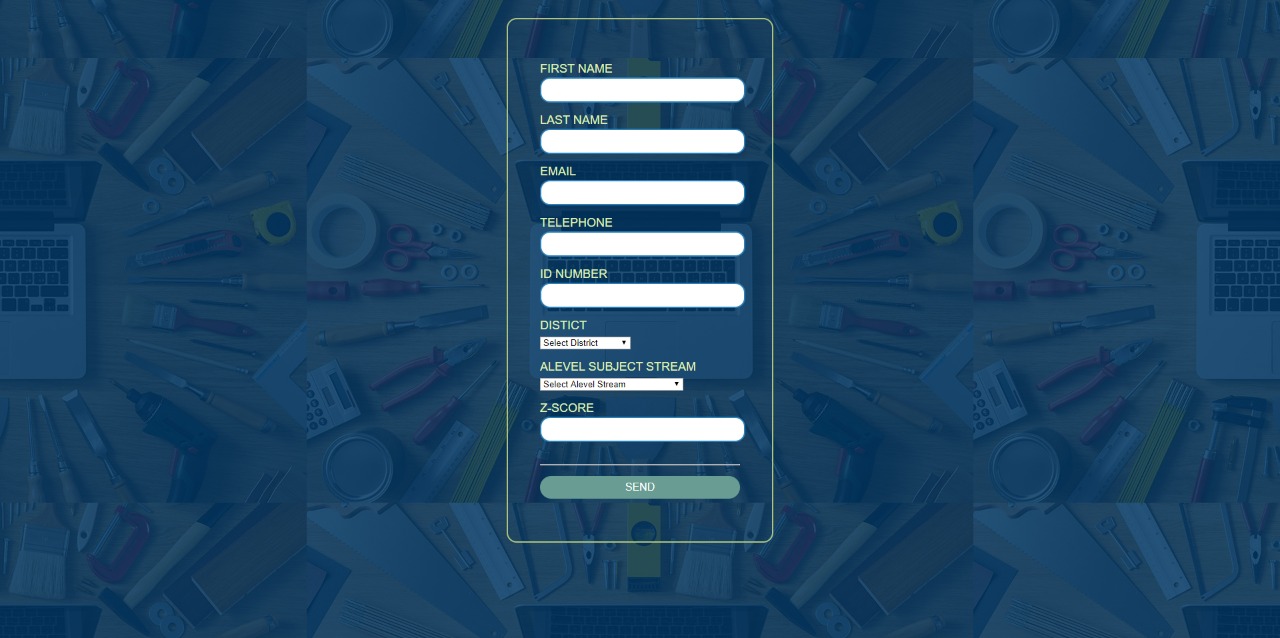 FIRST NAME
LAST NAME
EMAIL
TELEPHONE
ID NUMBER
DISTICT
Select District
ALEVEL SUBJECT STREAM
Select Alevel Stream
Z-SCORE
SEND